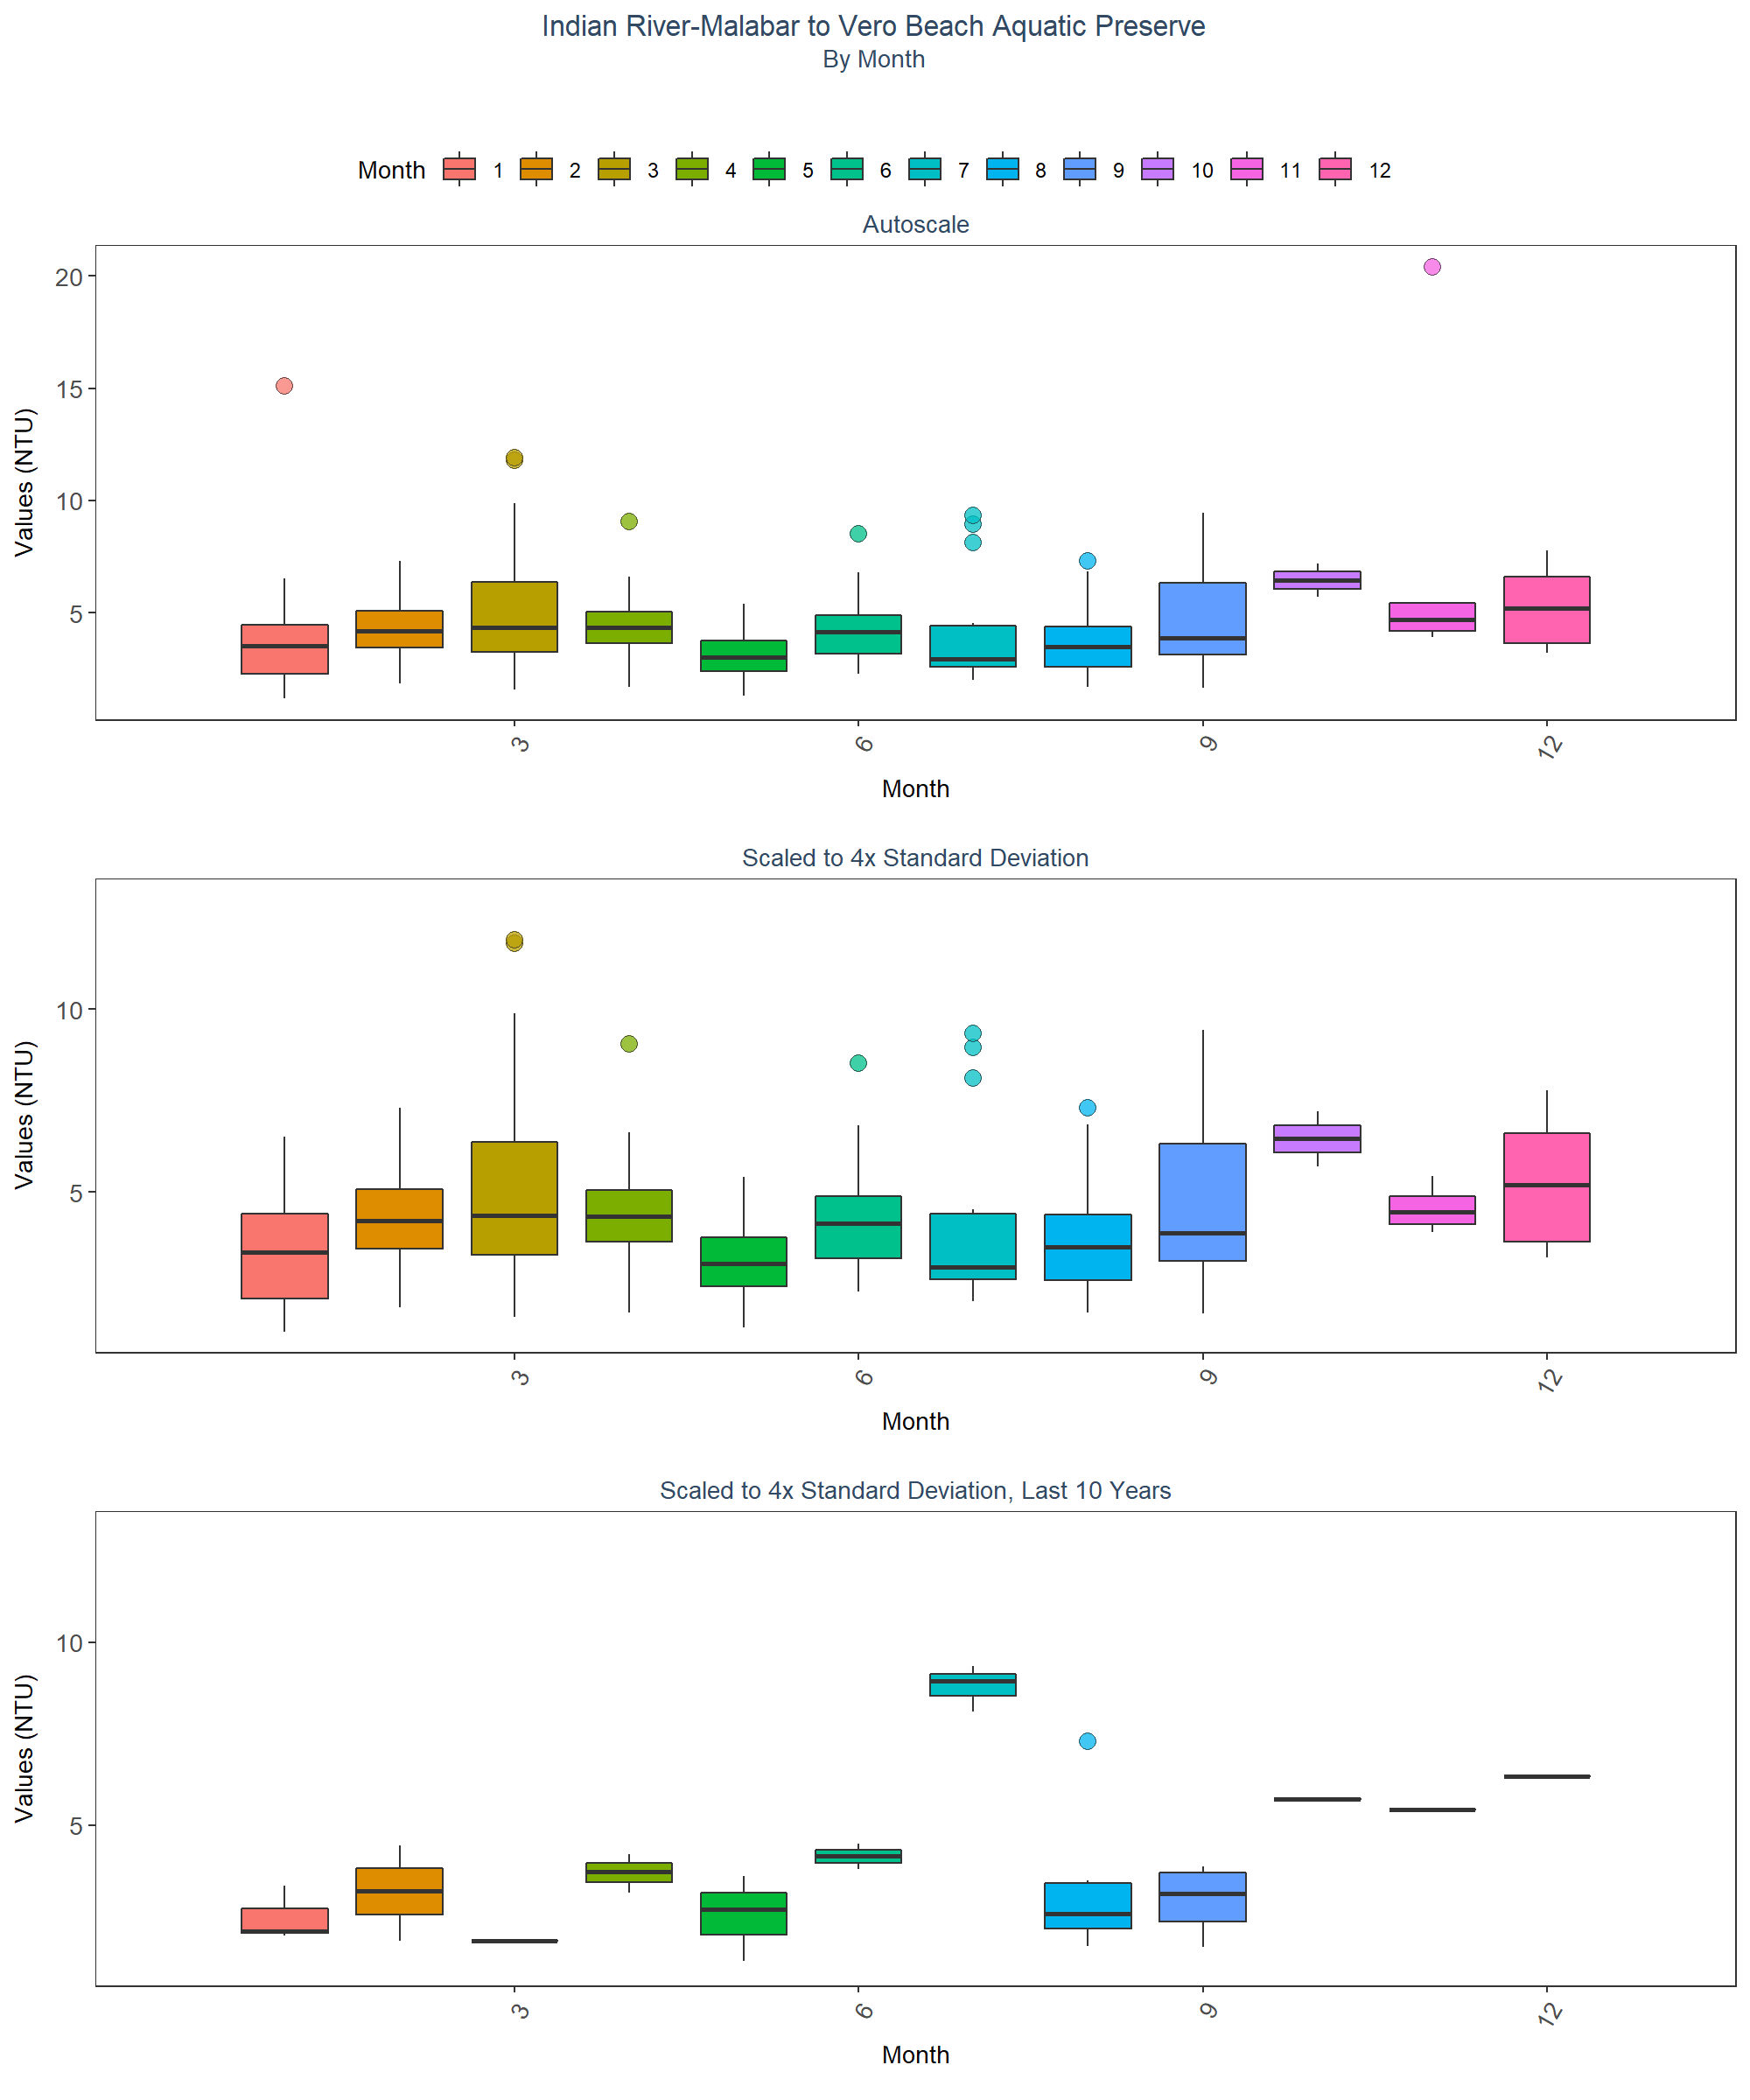 Indian River-Malabar to Vero Beach Aquatic Preserve
By Month
Month 1 2 3 4 5 6 7 8 9 10 11 12
Autoscale
Values (NTU)
20
15
10
5
3 6 9 12
Month
Scaled to 4x Standard Deviation
Values (NTU)
10
5
3 6 9 12
Month
Scaled to 4x Standard Deviation, Last 10 Years
Values (NTU)
10
5
3 6 9 12
Month